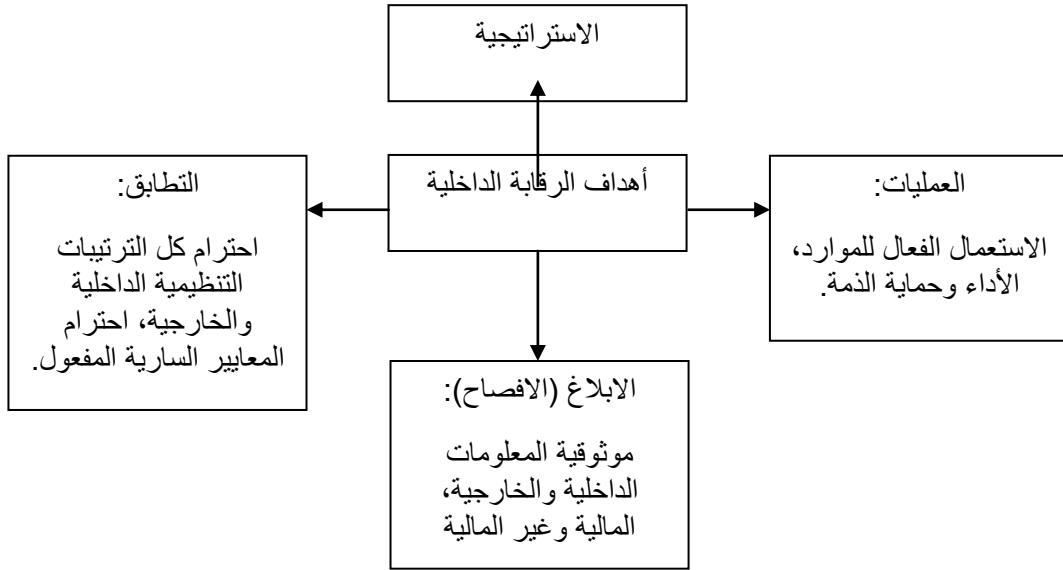 الاستراتيجية
أهداف الرقابة الداخلية
العمليات:
الاستعمال الفعال للموارد،
الأداء وحماية الذمة.
التطابق:
احترام كل الترتيبات
التنظيمية الداخلية
والخارجية، احترام
المعايير السارية المفعول.
الابلاغ (الافصاح):
موثوقية المعلومات
الداخلية والخارجية،
المالية وغير المالية